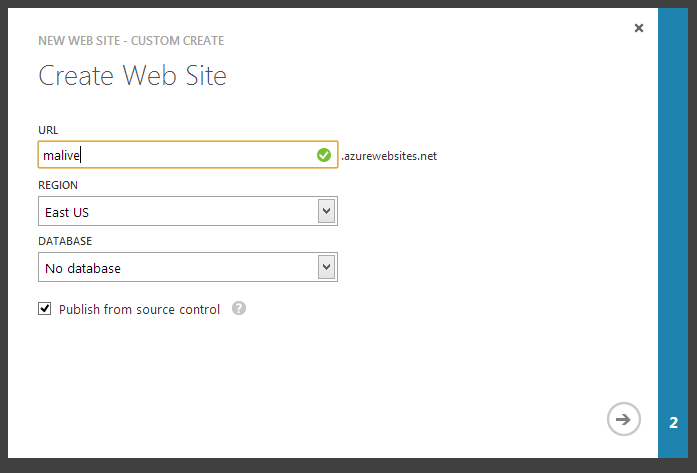 NEW WEB SITE - CUSTOM CREATE
Create Web Site
URL
malive .azurewebsites.net
REGION
East US
DATABASE
No database
Publish from source control ?
2